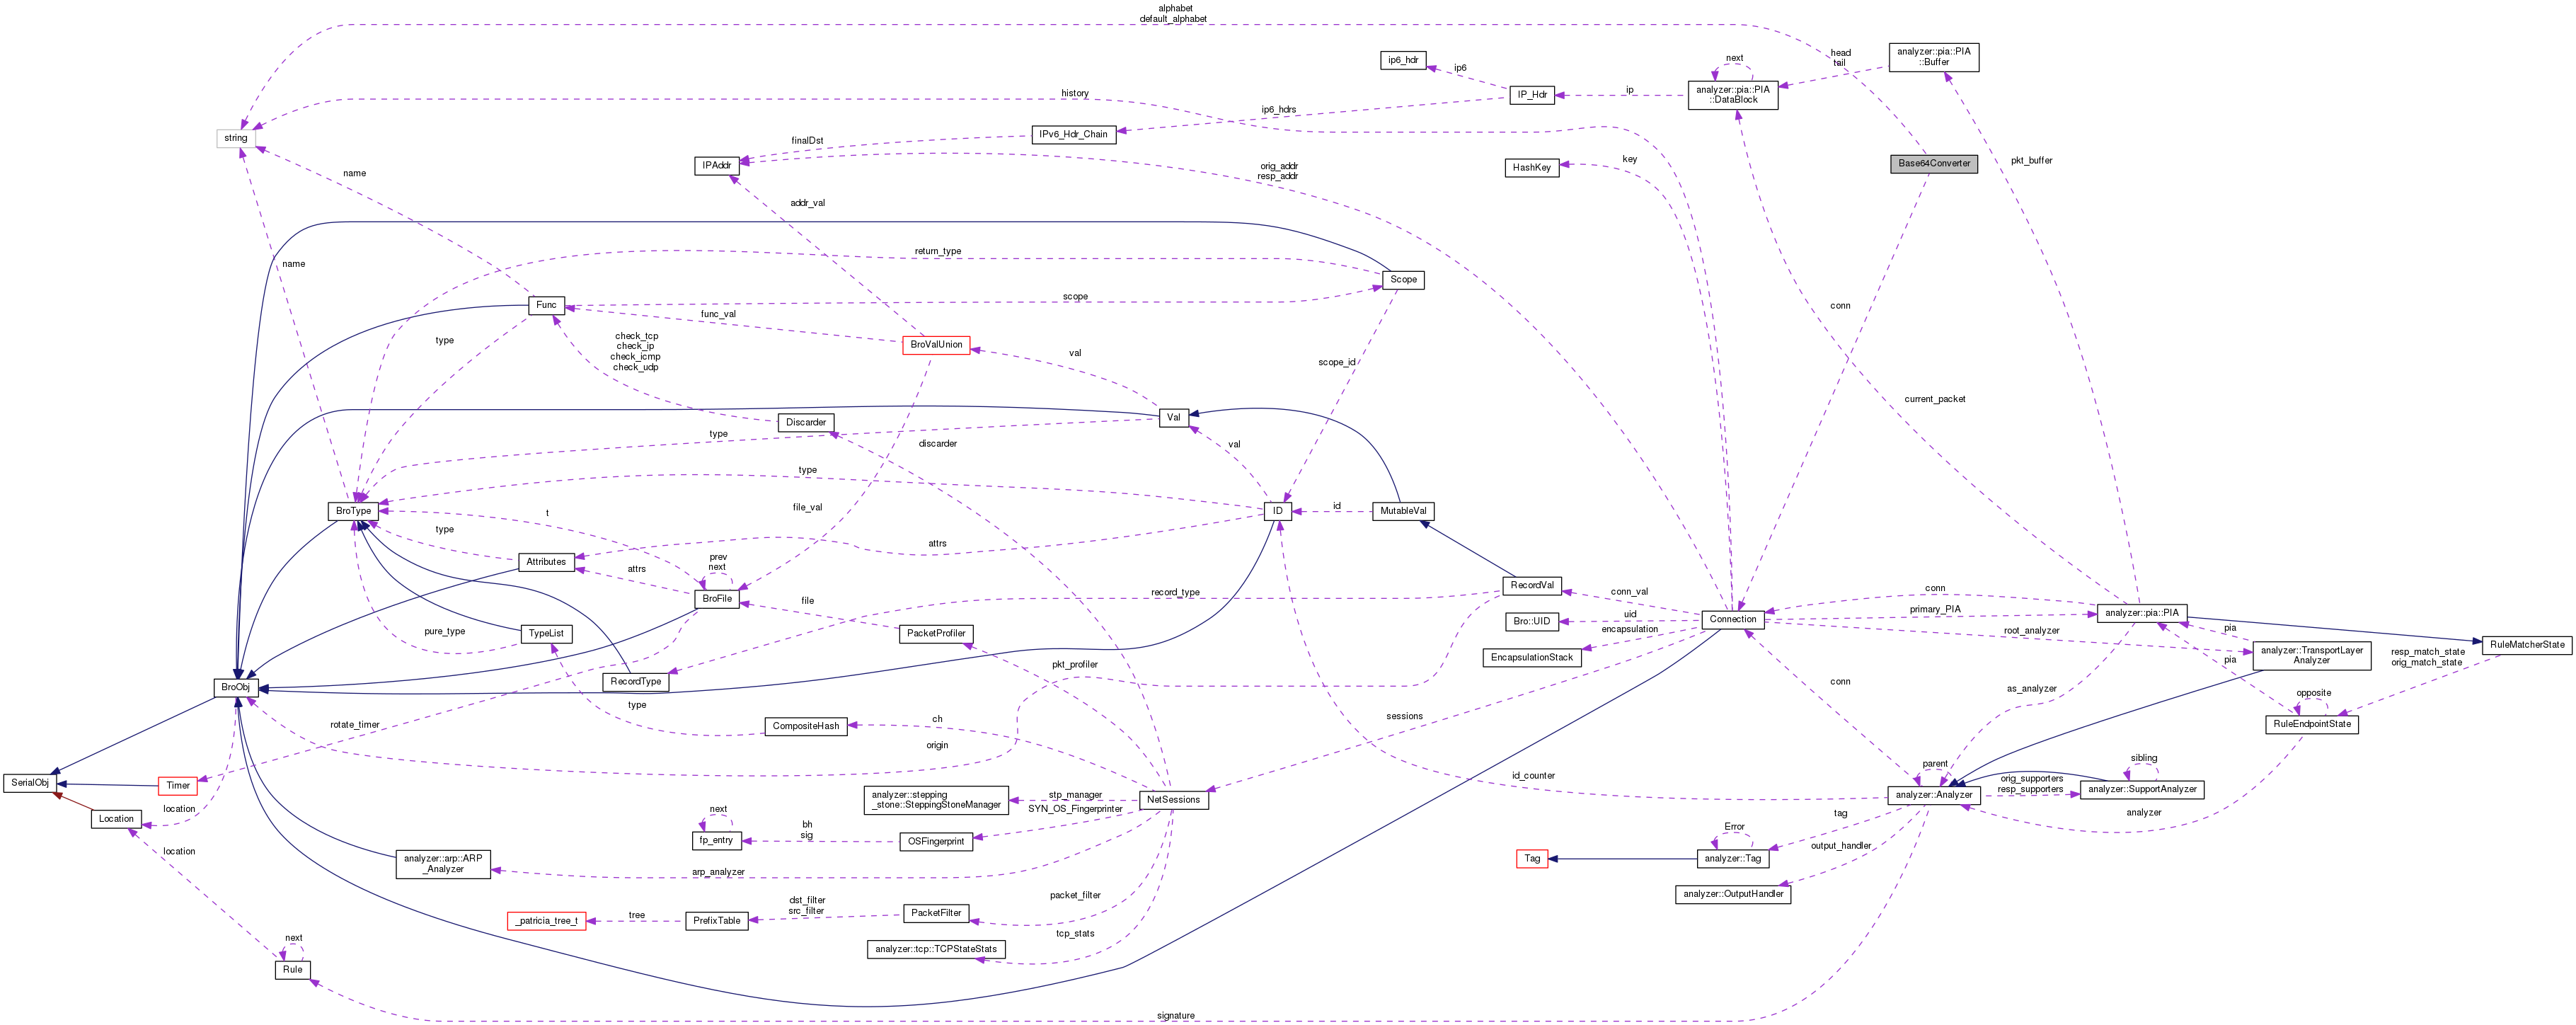 alphabet
default_alphabet
head
tail
analyzer::pia::PIA
::Buffer
ip6_hdr
ip6
next
analyzer::pia::PIA
::DataBlock
ip
IP_Hdr
history
ip6_hdrs
IPv6_Hdr_Chain
string
finalDst
IPAddr
orig_addr
resp_addr
key
HashKey
Base64Converter
pkt_buffer
name
addr_val
return_type
name
Scope
scope
Func
func_val
conn
type
check_tcp
check_ip
check_icmp
check_udp
BroValUnion
val
scope_id
current_packet
Discarder
Val
type
discarder
val
type
BroType
t
file_val
ID
id
MutableVal
type
attrs
Attributes
attrs
prev
next
BroFile
file
record_type
RecordVal
conn_val
conn
uid
Bro::UID
primary_PIA
analyzer::pia::PIA
Connection
encapsulation
root_analyzer
pia
pure_type
TypeList
PacketProfiler
EncapsulationStack
analyzer::TransportLayer
Analyzer
RuleMatcherState
resp_match_state
orig_match_state
pia
pkt_profiler
RecordType
BroObj
conn
as_analyzer
opposite
type
rotate_timer
CompositeHash
ch
sessions
RuleEndpointState
origin
SerialObj
Timer
id_counter
parent
sibling
orig_supporters
resp_supporters
analyzer::Analyzer
analyzer::SupportAnalyzer
analyzer::stepping
_stone::SteppingStoneManager
stp_manager
NetSessions
location
Location
next
SYN_OS_Fingerprinter
tag
analyzer
bh
sig
fp_entry
OSFingerprint
Error
output_handler
location
analyzer::arp::ARP
_Analyzer
arp_analyzer
Tag
analyzer::Tag
analyzer::OutputHandler
packet_filter
dst_filter
src_filter
PacketFilter
_patricia_tree_t
tree
PrefixTable
tcp_stats
analyzer::tcp::TCPStateStats
next
Rule
signature